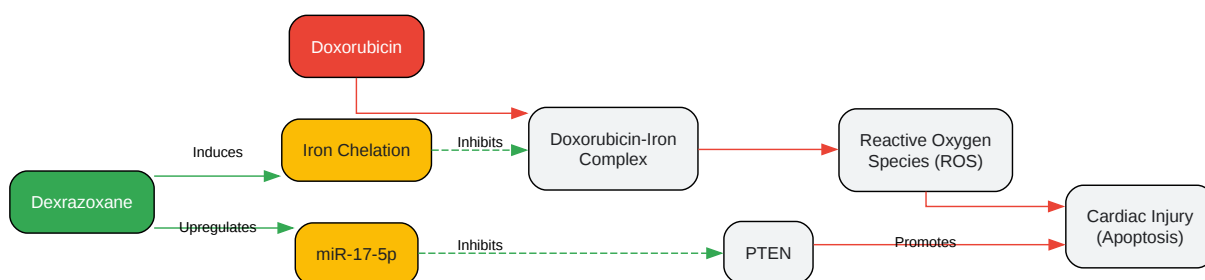 Doxorubicin
Induces
Iron Chelation
Inhibits
Doxorubicin-Iron
Complex
Reactive Oxygen
Species (ROS)
Dexrazoxane
Upregulates
miR-17-5p
Inhibits
PTEN
Promotes
Cardiac Injury
(Apoptosis)